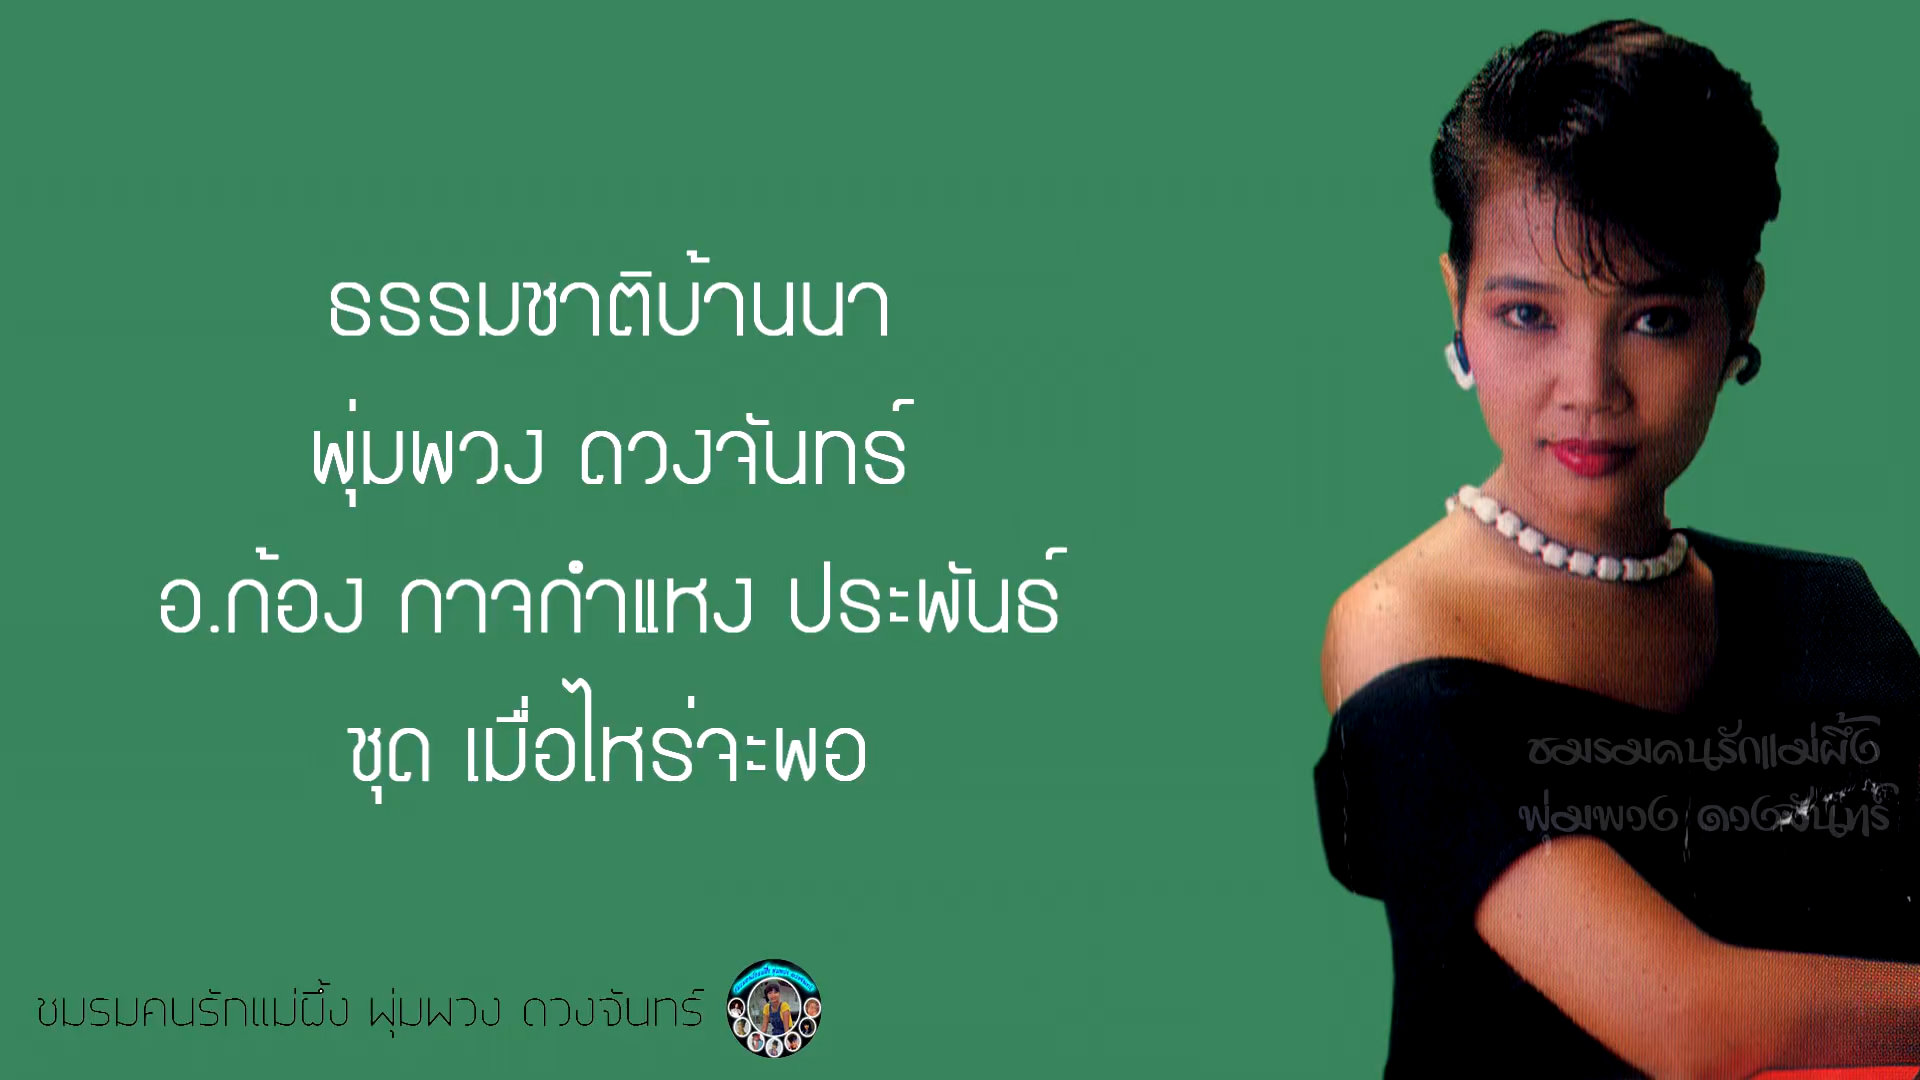 ธรรมชาติบ้านนา
พุ่มพวง ดวงจันทร์
อ.ก้อง กาจกำแหง ประพันธ์
ชุด เมื่อไหร่จะพอ
ชมรมคนรักแม่ผึ้ง
พุ่มพวง ดวงจันทร์
ชมรมคนรักแม่ผึ้ง พุ่มพวง ดวงจันทร์